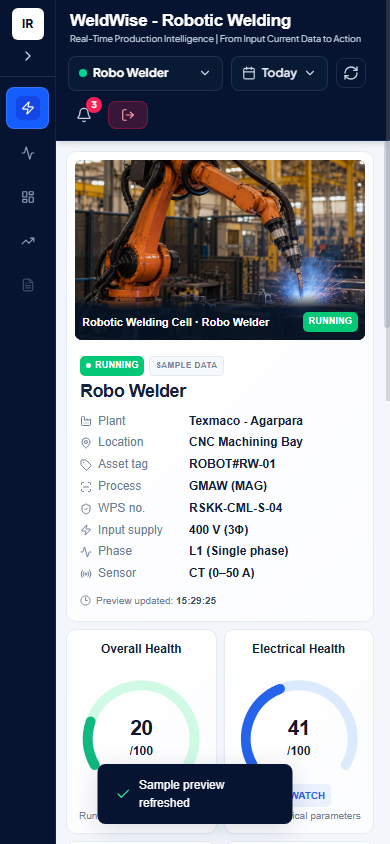 IR
WeldWise - Robotic Welding
Real-Time Production Intelligence | From Input Current Data to Action
Robo Welder
Today
3
Robotic Welding Cell · Robo Welder
RUNNING
RUNNING
SAMPLE DATA
Robo Welder
Plant Texmaco - Agarpara
Location CNC Machining Bay
Asset tag ROBOT#RW-01
Process GMAW (MAG)
WPS no. RSKK-CML-S-04
Input supply 400 V (3Φ)
Phase L1 (Single phase)
Sensor CT (0–50 A)
Preview updated: 15:29:25
Overall Health
20
/100
Electrical Health
41
/100
WATCH
parameters
Sample preview
refreshed